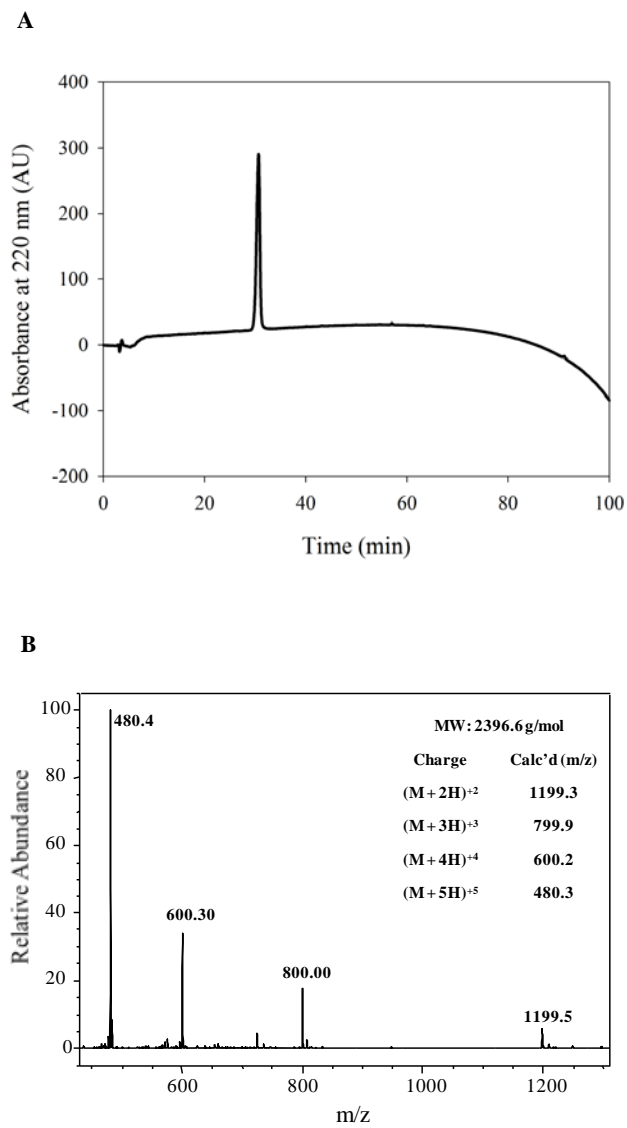 A
400
300
200
100
0
-100
-200
Absorbance at 220 nm (AU)
0 20 40 60 80 100
Time (min)
B
100
80
60
40
20
0
Relative Abundance
480.4
600.30
800.00
1199.5
MW: 2396.6 g/mol
Charge Calc'd (m/z)
(M + 2H)+2 1199.3
(M + 3H)+3 799.9
(M + 4H)+4 600.2
(M + 5H)+5 480.3
600 800 1000 1200
m/z